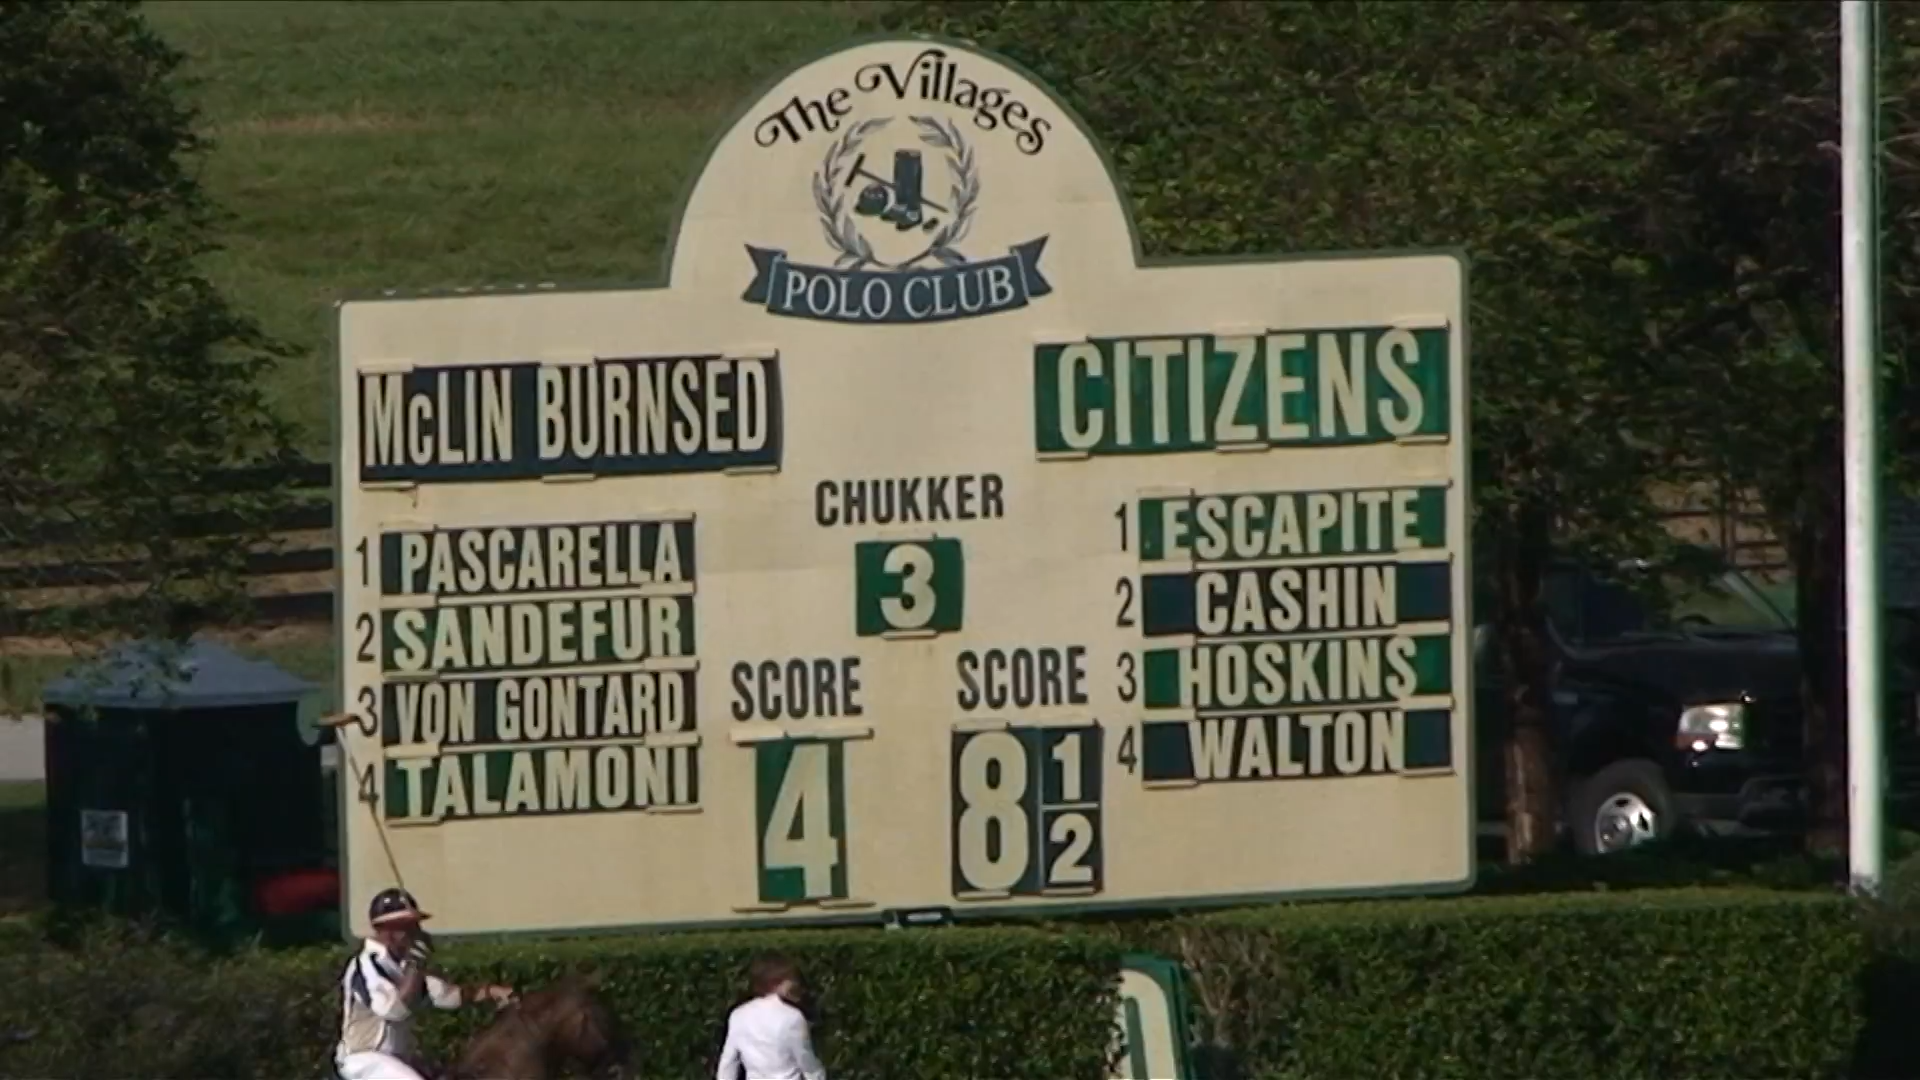 The Villages
POLO CLUB
McLIN BURNSED
CITIZENS
CHUKKER
3
1 PASCARELLA
2 SANDEFUR
3 VON GONTARD
4 TALAMONI
SCORE
4
SCORE
8 1/2
1 ESCAPITE
2 CASHIN
3 HOSKINS
4 WALTON